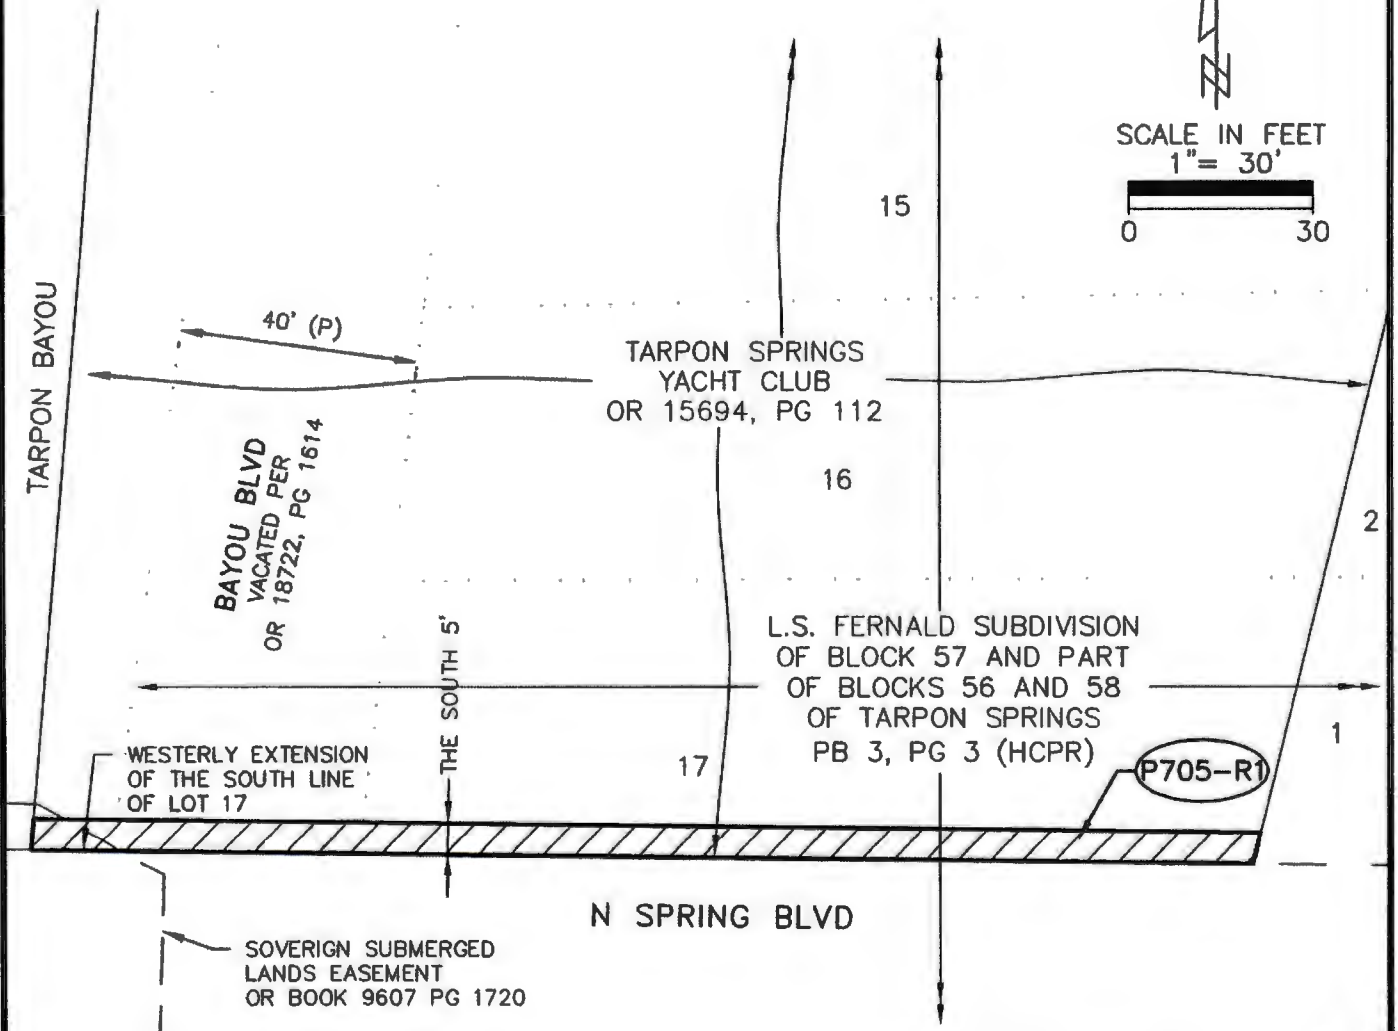 N
SCALE IN FEET
1"= 30'
0 30
15
TARPON BAYOU
40' (P)
TARPON SPRINGS
YACHT CLUB
OR 15694, PG 112
16
2
BAYOU BLVD
VACATED PER
OR 18722, PG 1614
THE SOUTH 5'
L.S. FERNALD SUBDIVISION
OF BLOCK 57 AND PART
OF BLOCKS 56 AND 58
OF TARPON SPRINGS
PB 3, PG 3 (HCPR)
1
17
P705-R1
WESTERLY EXTENSION
OF THE SOUTH LINE
OF LOT 17
N SPRING BLVD
SOVERIGN SUBMERGED
LANDS EASEMENT
OR BOOK 9607 PG 1720